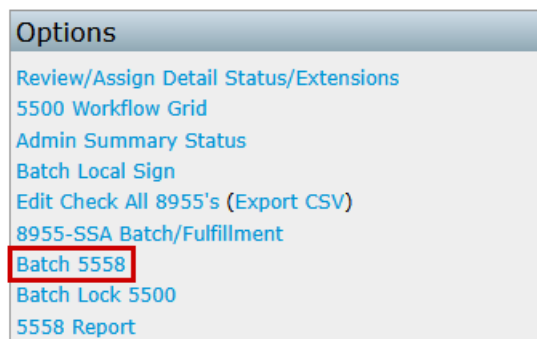 Options
Review/Assign Detail Status/Extensions
5500 Workflow Grid
Admin Summary Status
Batch Local Sign
Edit Check All 8955's (Export CSV)
8955-SSA Batch/Fulfillment
Batch 5558
Batch Lock 5500
5558 Report